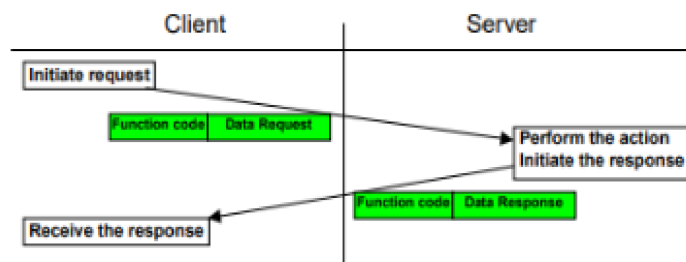 Client
Server
Initiate request
Function code
Data Request
Perform the action
Initiate the response
Function code
Data Response
Receive the response